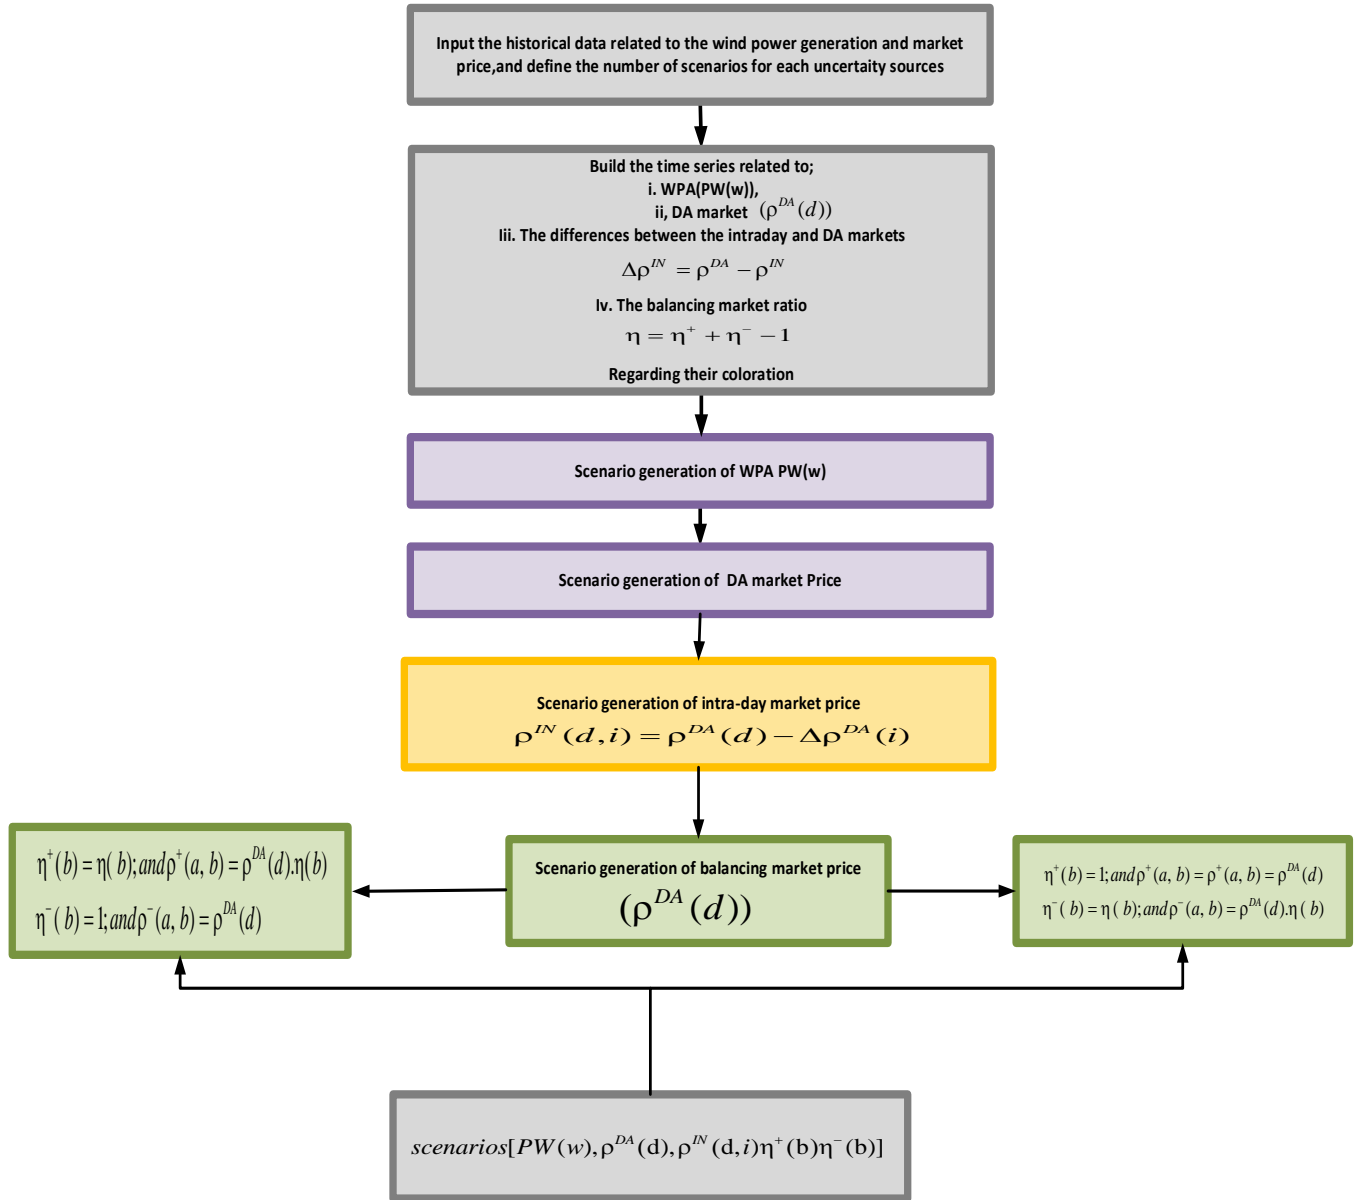 Input the historical data related to the wind power generation and market
price,and define the number of scenarios for each uncertaity sources
Build the time series related to;
i. WPA(PW(w)),
ii, DA market (ρ^{DA}(d))
Iii. The differences between the intraday and DA markets
Δρ^{IN} = ρ^{DA} − ρ^{IN}
Iv. The balancing market ratio
η = η^+ + η^- − 1
Regarding their coloration
Scenario generation of WPA PW(w)
Scenario generation of DA market Price
Scenario generation of intra-day market price
ρ^{IN}(d,i) = ρ^{DA}(d) − Δρ^{DA}(i)
η^+(b) = η(b);andρ^+(a,b) = ρ^{DA}(d).η(b)
η^-(b) = 1;andρ^-(a,b) = ρ^{DA}(d)
Scenario generation of balancing market price
(ρ^{DA}(d))
η^+(b) = 1;andρ^+(a,b) = ρ^+(a,b) = ρ^{DA}(d)
η^-(b) = η(b);andρ^-(a,b) = ρ^{DA}(d).η(b)
scenarios[PW(w),ρ^{DA}(d),ρ^{IN}(d,i)η^+(b)η^-(b)]